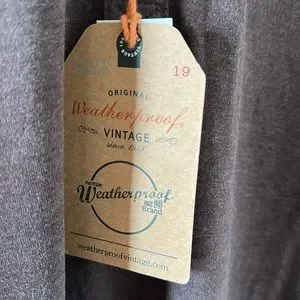 19
ORIGINAL
Weatherproof
VINTAGE
since 1948
Weatherproof
Brand
weatherproofvintage.com